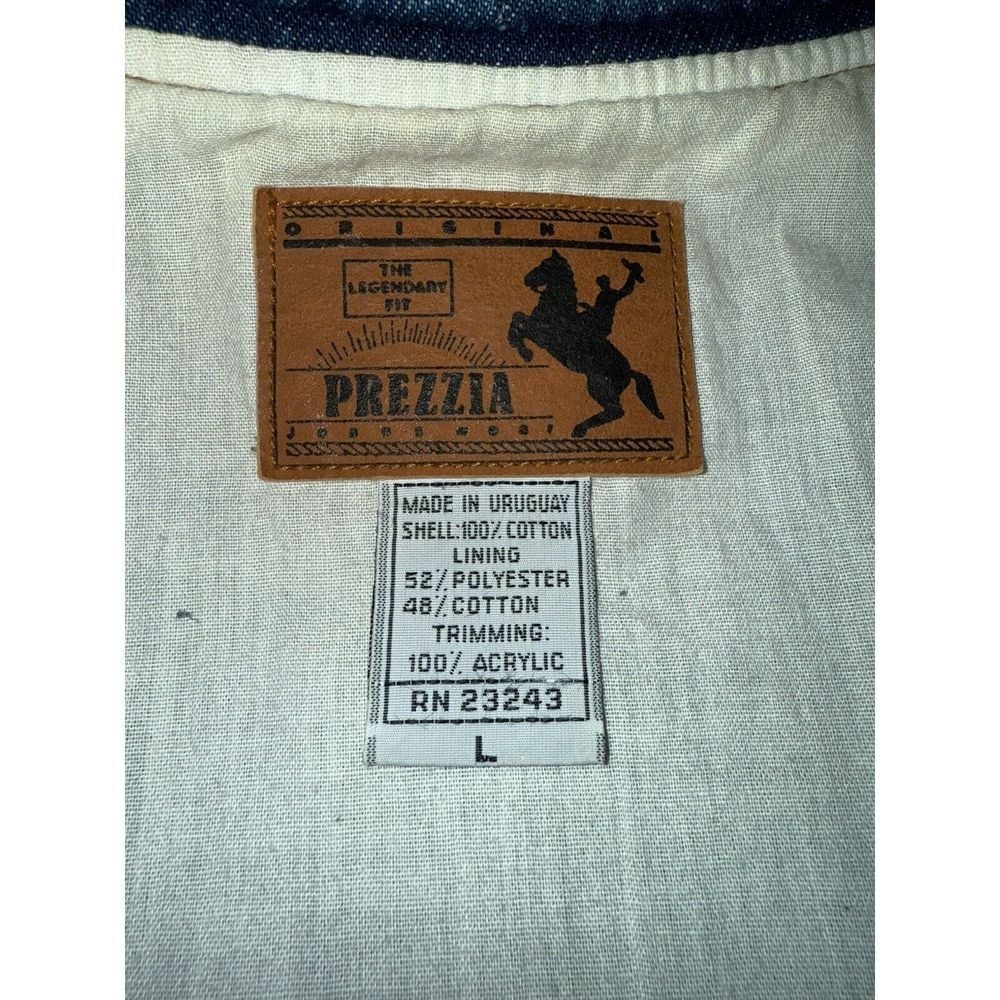 ORIGINAL
THE
LEGENDARY
FIT
PREZZIA
MADE IN URUGUAY
SHELL:100% COTTON
LINING
52% POLYESTER
48% COTTON
TRIMMING:
100% ACRYLIC
RN 23243
L